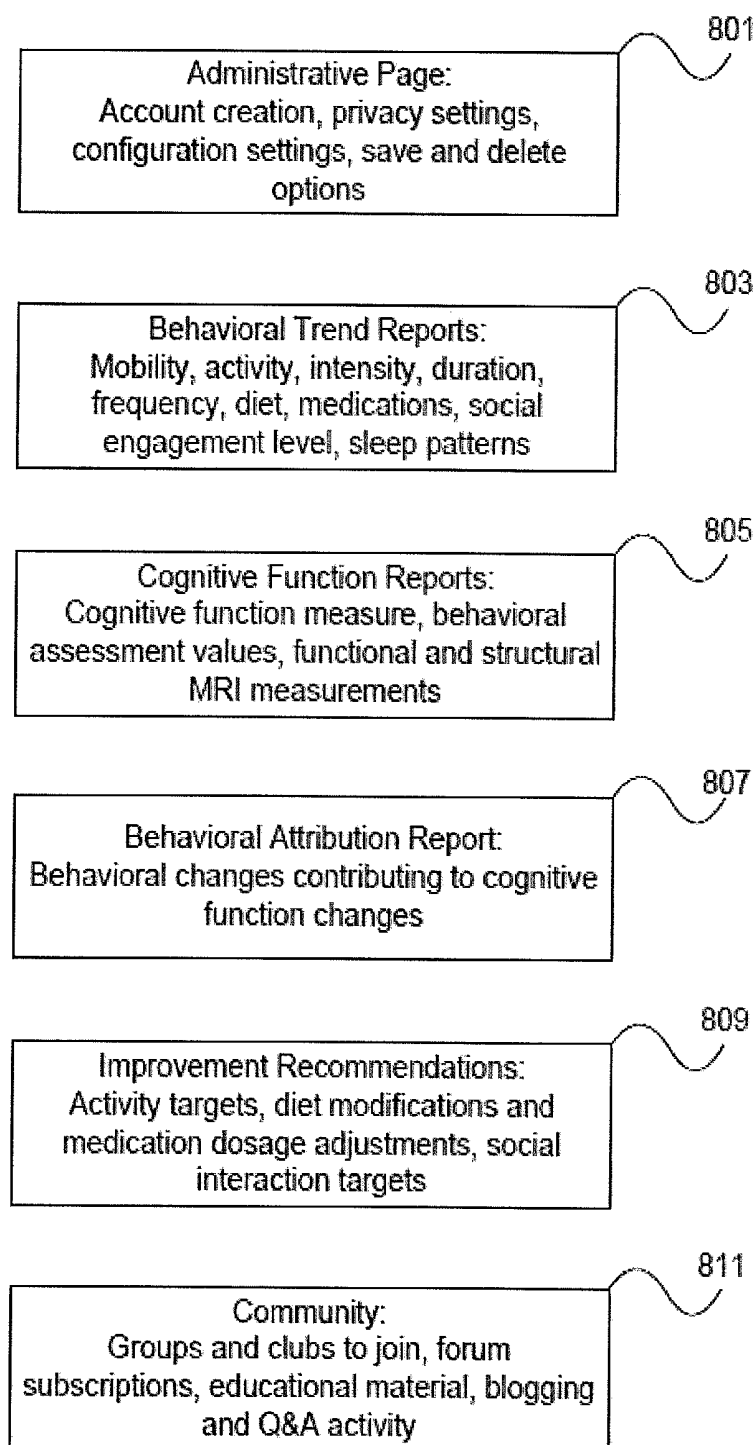 801
Administrative Page:
Account creation, privacy settings,
configuration settings, save and delete
options
803
Behavioral Trend Reports:
Mobility, activity, intensity, duration,
frequency, diet, medications, social
engagement level, sleep patterns
805
Cognitive Function Reports:
Cognitive function measure, behavioral
assessment values, functional and structural
MRI measurements
807
Behavioral Attribution Report:
Behavioral changes contributing to cognitive
function changes
809
Improvement Recommendations:
Activity targets, diet modifications and
medication dosage adjustments, social
interaction targets
811
Community:
Groups and clubs to join, forum
subscriptions, educational material, blogging
and Q&A activity